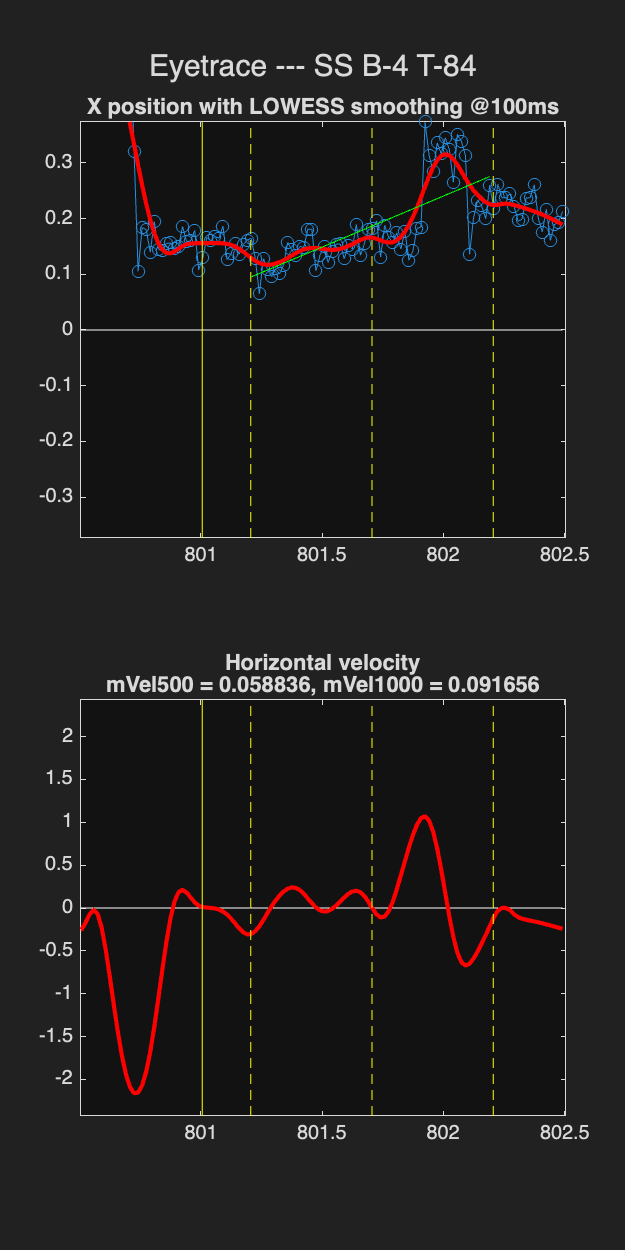 Eyetrace --- SS B-4 T-84
X position with LOWESS smoothing @100ms
0.3
0.2
0.1
0
-0.1
-0.2
-0.3
801 801.5 802 802.5
Horizontal velocity
mVel500 = 0.058836, mVel1000 = 0.091656
2
1.5
1
0.5
0
-0.5
-1
-1.5
-2
801 801.5 802 802.5